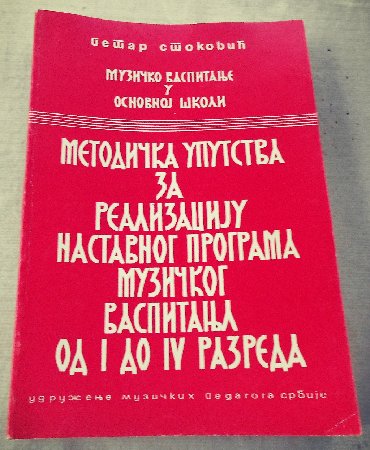 петар стоковић
МУЗИЧКО ВАСПИТАЊЕ
У
ОСНОВНОЈ ШКОЛИ
МЕТОДИЧКА УПУТСТВА
ЗА
РЕАЛИЗАЦИЈУ
НАСТАВНОГ ПРОГРАМА
МУЗИЧКОГ
ВАСПИТАЊА
ОД I ДО IV РАЗРЕДА
удружење музичких педагога србије